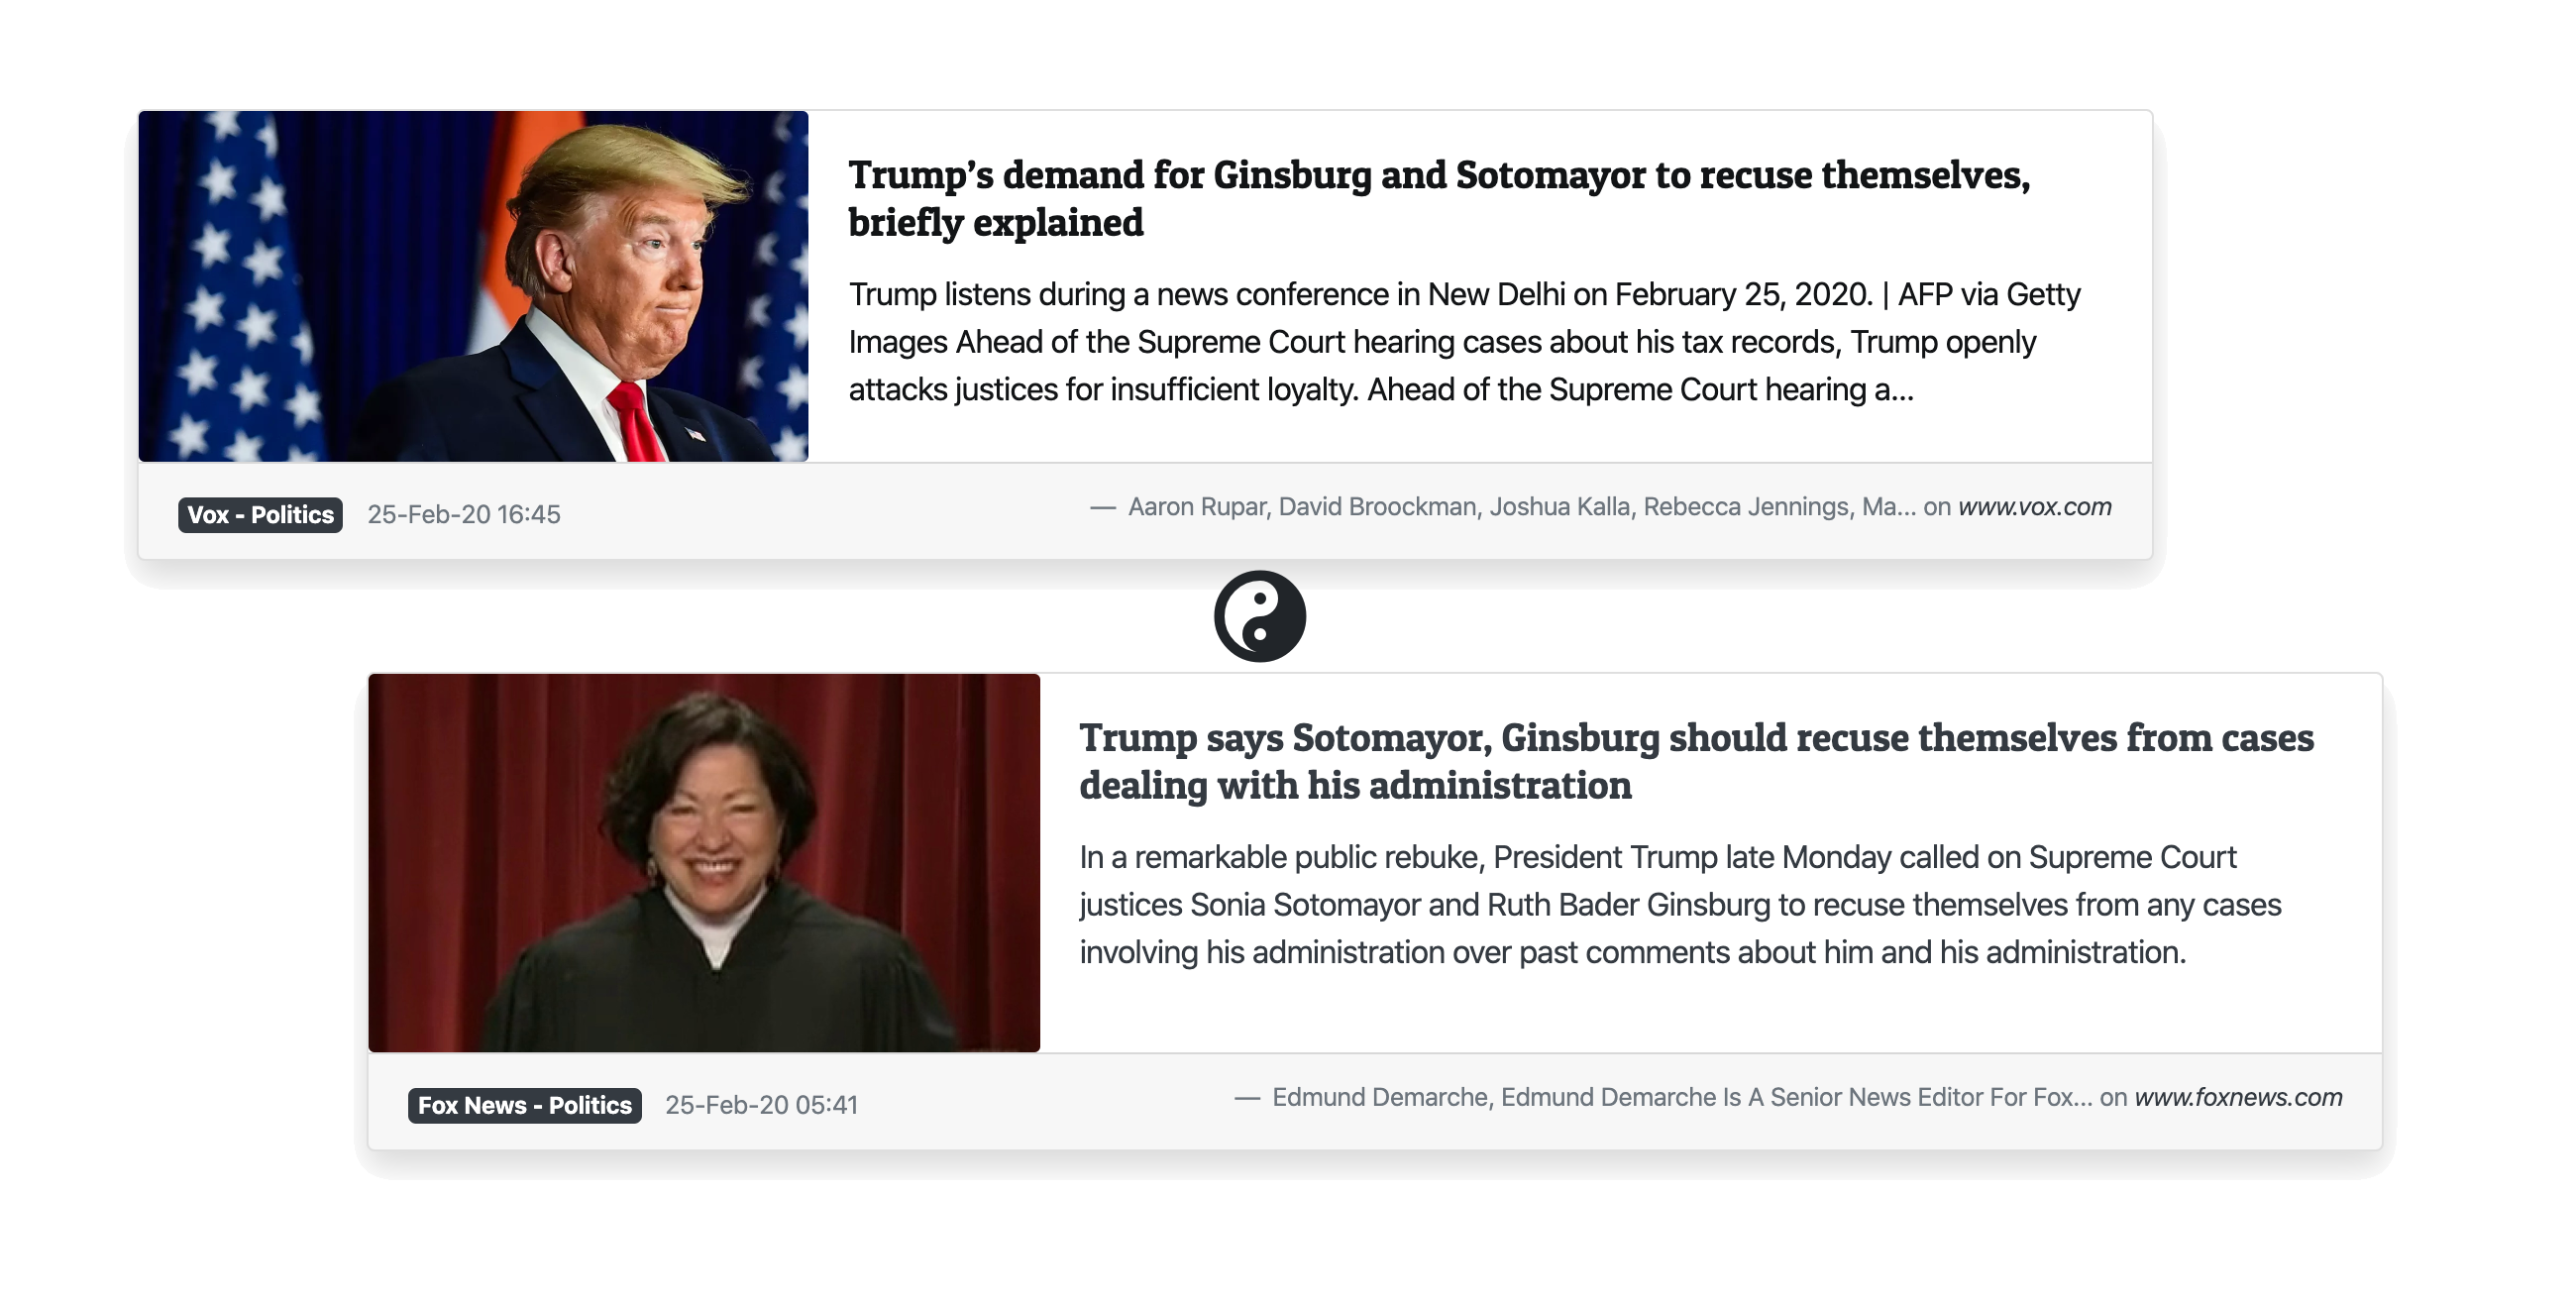 Trump’s demand for Ginsburg and Sotomayor to recuse themselves,
briefly explained
Trump listens during a news conference in New Delhi on February 25, 2020. | AFP via Getty
Images Ahead of the Supreme Court hearing cases about his tax records, Trump openly
attacks justices for insufficient loyalty. Ahead of the Supreme Court hearing a...
Vox - Politics 25-Feb-20 16:45 — Aaron Rupar, David Broockman, Joshua Kalla, Rebecca Jennings, Ma... on www.vox.com
Trump says Sotomayor, Ginsburg should recuse themselves from cases
dealing with his administration
In a remarkable public rebuke, President Trump late Monday called on Supreme Court
justices Sonia Sotomayor and Ruth Bader Ginsburg to recuse themselves from any cases
involving his administration over past comments about him and his administration.
Fox News - Politics 25-Feb-20 05:41 — Edmund Demarche, Edmund Demarche Is A Senior News Editor For Fox... on www.foxnews.com